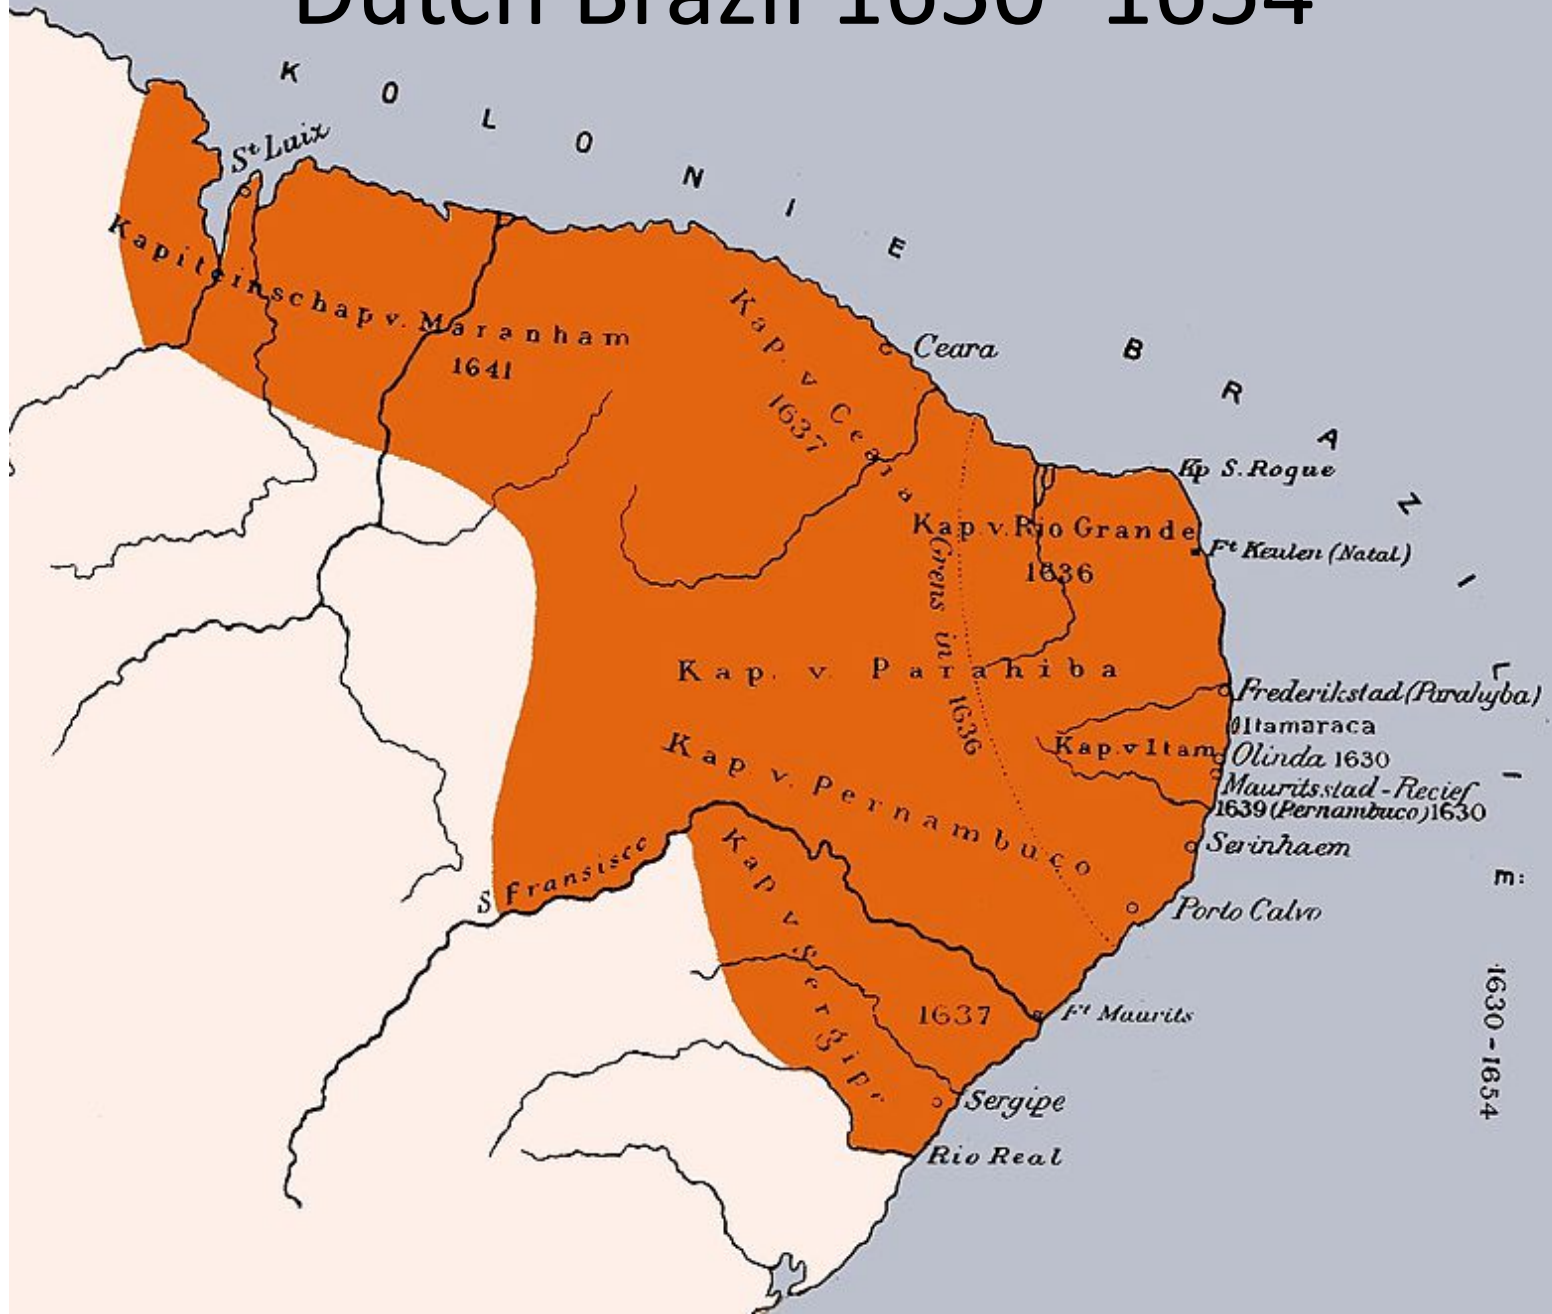 Dutch Brazil 1630-1654
KOLONIE BRAZILIË M:
1630-1654
St Luix
Kapiteinschap v. Maranham
1641
Kap. v Ceara
1637
Ceara
Kp S. Roque
Kap. v. Rio Grande
1636
Ft Keulen (Natal)
Grens in 1636
Kap. v. Parahiba
Frederikstad (Parahyba)
Itamaraca
Kap. v Itam
Olinda 1630
Mauritsstad-Recief
1639 (Pernambuco) 1630
Kap v. Pernambuco
Serinhaem
S Fransisco
Porto Calvo
Kap v. Sergipe
1637
Ft Maurits
Sergipe
Rio Real